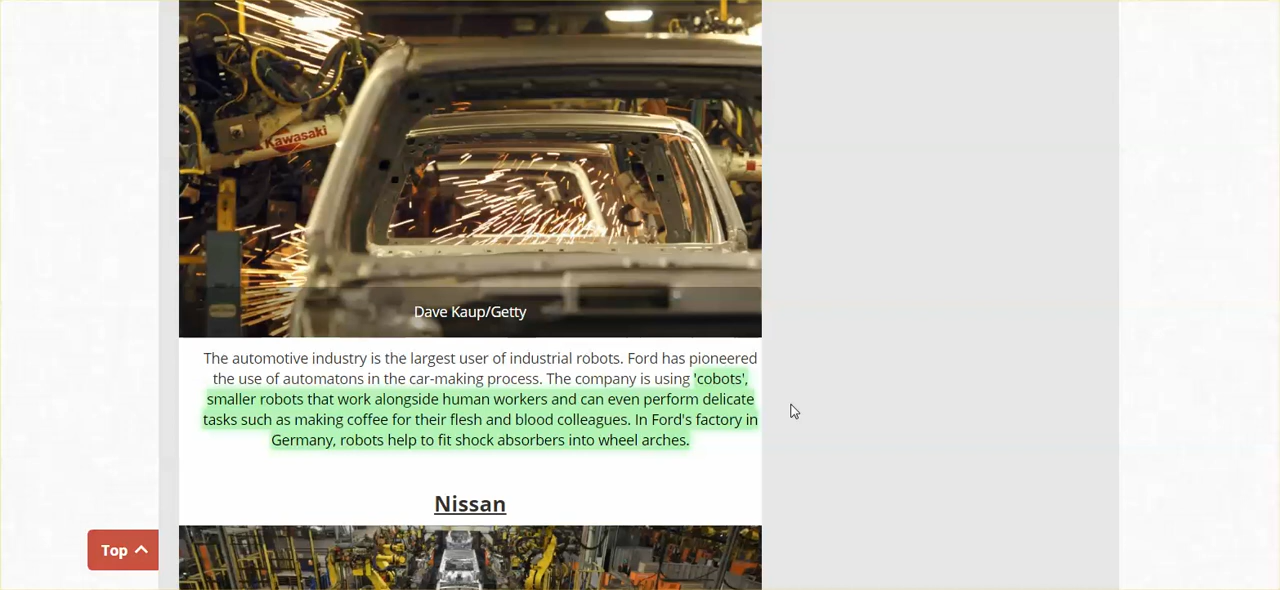 Kawasaki
Dave Kaup/Getty
The automotive industry is the largest user of industrial robots. Ford has pioneered
the use of automatons in the car-making process. The company is using 'cobots',
smaller robots that work alongside human workers and can even perform delicate
tasks such as making coffee for their flesh and blood colleagues. In Ford's factory in
Germany, robots help to fit shock absorbers into wheel arches.
Nissan
Top